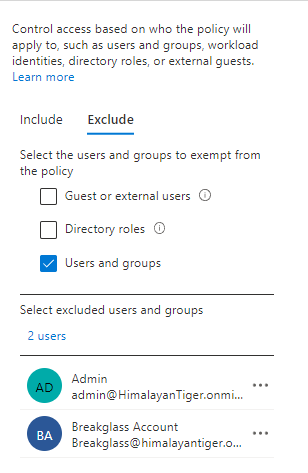 Control access based on who the policy will
apply to, such as users and groups, workload
identities, directory roles, or external guests.
Learn more
Include Exclude
Select the users and groups to exempt from
the policy
Guest or external users
Directory roles
Users and groups
Select excluded users and groups
2 users
AD Admin
admin@HimalayanTiger.onmi...
BA Breakglass Account
Breakglass@himalayantiger.o...